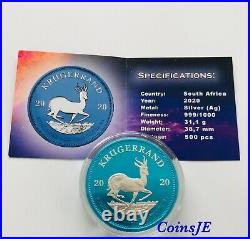 SPECIFICATIONS:
Country: South Africa
Year: 2020
Metal: Silver (Ag)
Fineness: 999/1000
Weight: 31,1 g
Diameter: 38,7 mm
500 pcs
KRUGERRAND
20 20
KRUGERRAND
20 20
CoinsJE